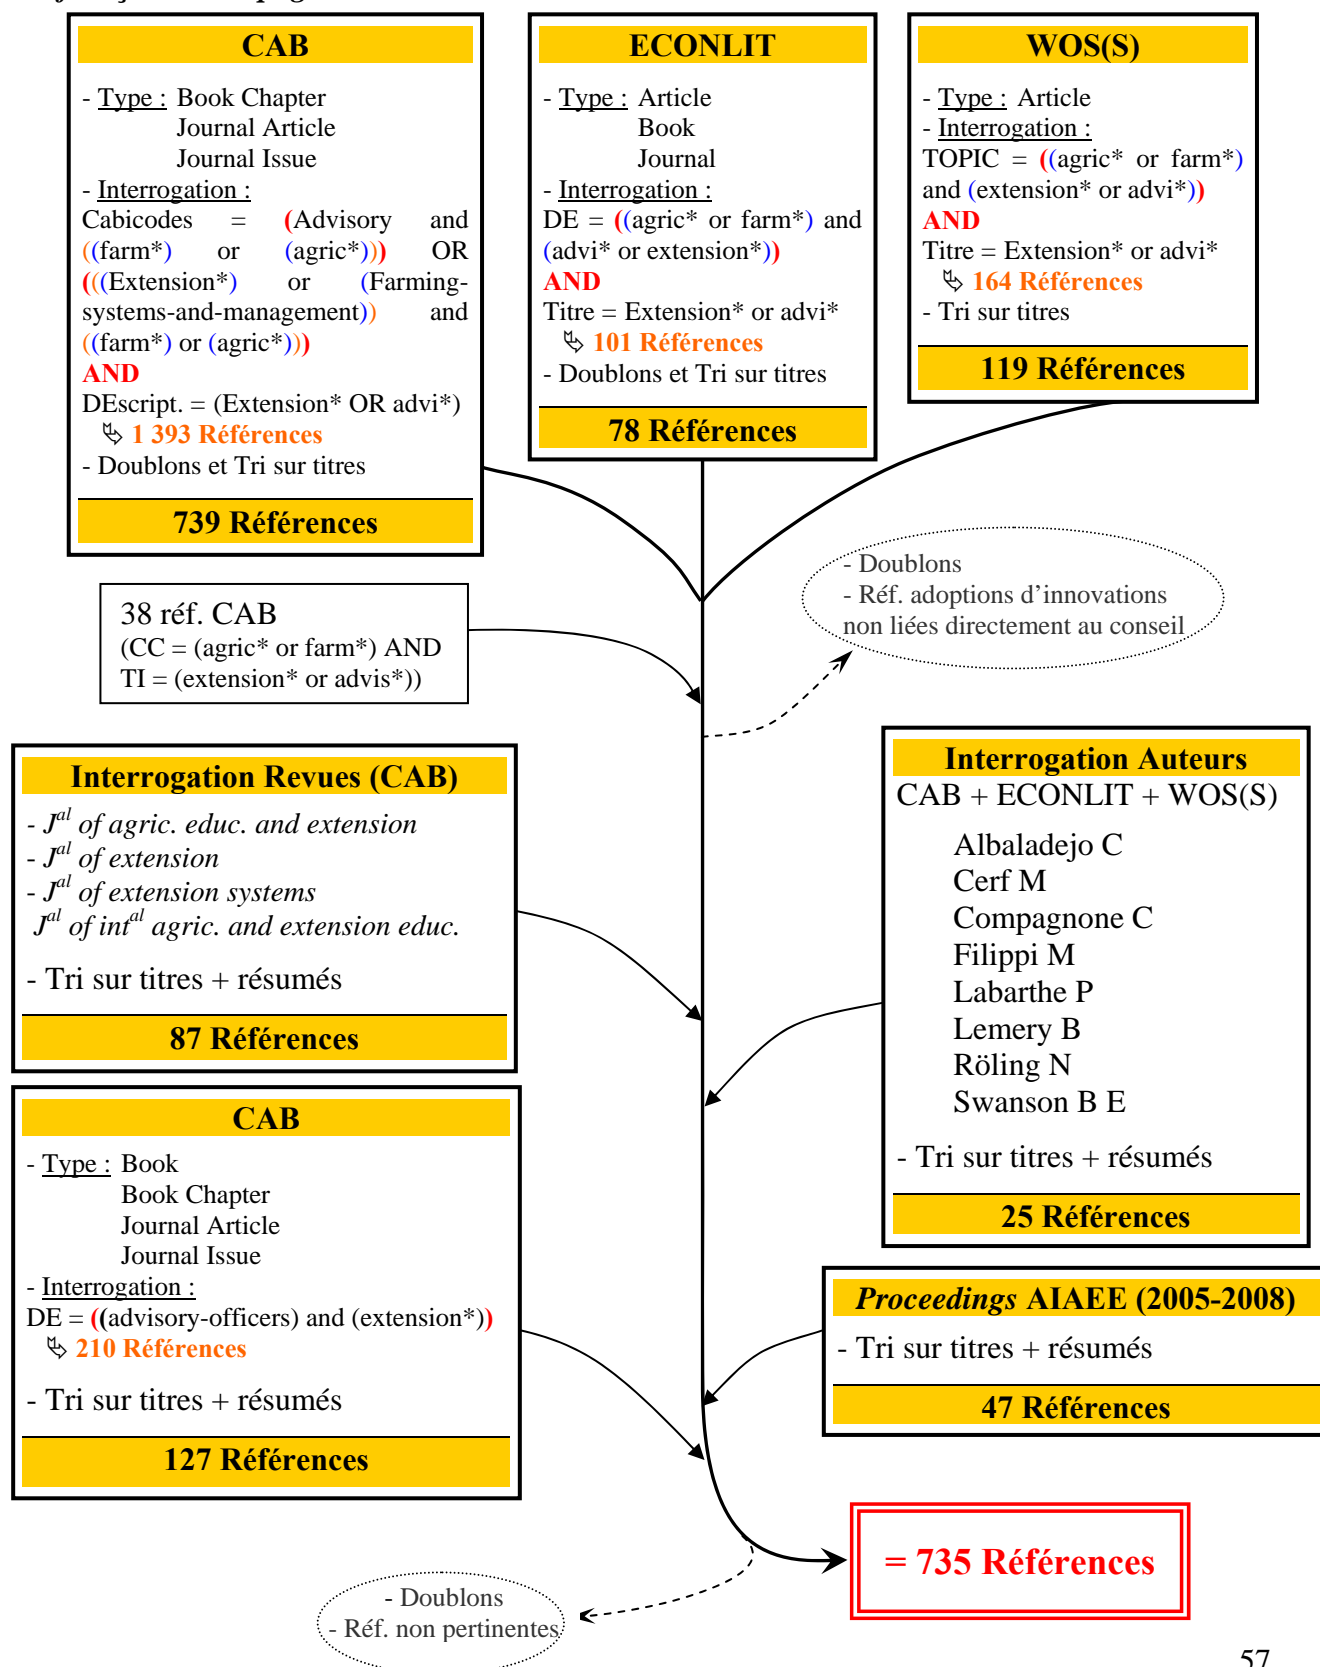 CAB
- Type : Book Chapter
Journal Article
Journal Issue
- Interrogation :
Cabicodes = (Advisory and
((farm*) or (agric*))) OR
(((Extension*) or (Farming-
systems-and-management)) and
((farm*) or (agric*)))
AND
DEscript. = (Extension* OR advi*)
1 393 Références
- Doublons et Tri sur titres
739 Références
ECONLIT
- Type : Article
Book
Journal
- Interrogation :
DE = ((agric* or farm*) and
(advi* or extension*))
AND
Titre = Extension* or advi*
101 Références
- Doublons et Tri sur titres
78 Références
WOS(S)
- Type : Article
- Interrogation :
TOPIC = ((agric* or farm*)
and (extension* or advi*))
AND
Titre = Extension* or advi*
164 Références
- Tri sur titres
119 Références
38 réf. CAB
(CC = (agric* or farm*) AND
TI = (extension* or advis*))
- Doublons
- Réf. adoptions d'innovations
non liées directement au conseil
Interrogation Revues (CAB)
- Jal of agric. educ. and extension
- Jal of extension
- Jal of extension systems
Jal of intal agric. and extension educ.
- Tri sur titres + résumés
87 Références
Interrogation Auteurs
CAB + ECONLIT + WOS(S)
Albaladejo C
Cerf M
Compagnone C
Filippi M
Labarthe P
Lemery B
Röling N
Swanson B E
- Tri sur titres + résumés
25 Références
CAB
- Type : Book
Book Chapter
Journal Article
Journal Issue
- Interrogation :
DE = ((advisory-officers) and (extension*))
210 Références
- Tri sur titres + résumés
127 Références
Proceedings AIAEE (2005-2008)
- Tri sur titres + résumés
47 Références
= 735 Références
- Doublons
- Réf. non pertinentes
57